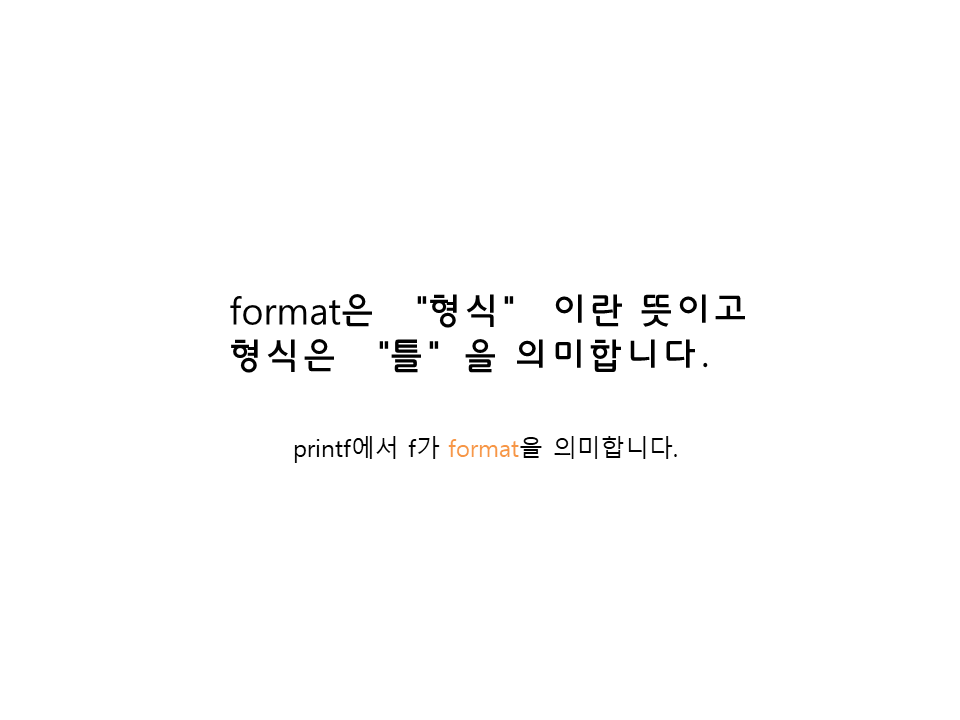 format은 "형식" 이란 뜻이고
형식은 "틀" 을 의미합니다.
printf에서 f가 format을 의미합니다.